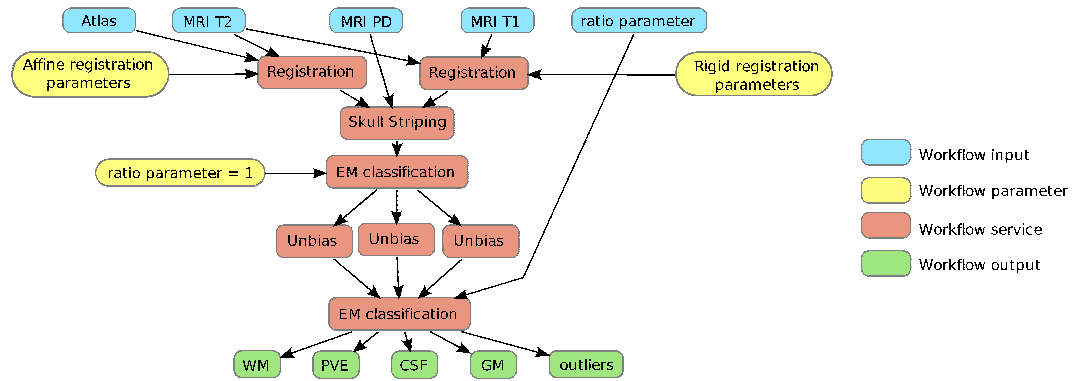 Atlas
MRI T2
MRI PD
MRI T1
ratio parameter
Affine registration
parameters
Registration
Registration
Rigid registration
parameters
Skull Striping
ratio parameter = 1
EM classification
Unbias
Unbias
Unbias
EM classification
WM
PVE
CSF
GM
outliers
Workflow input
Workflow parameter
Workflow service
Workflow output